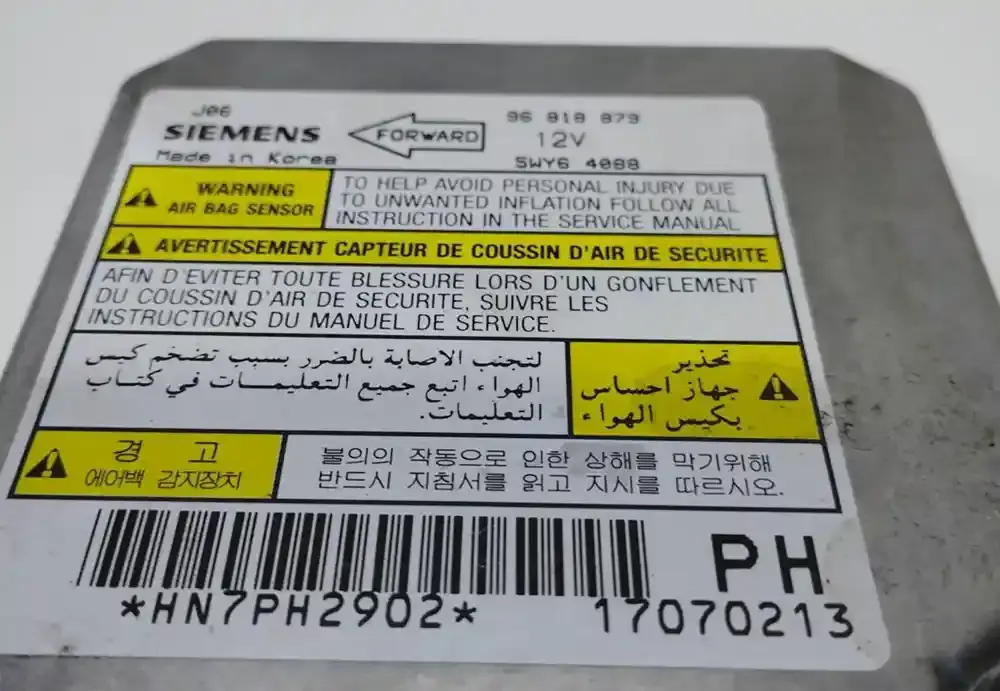 J06
SIEMENS
Made in Korea
FORWARD
96 818 879
12V
5WY6 4088
WARNING
AIR BAG SENSOR
TO HELP AVOID PERSONAL INJURY DUE
TO UNWANTED INFLATION FOLLOW ALL
INSTRUCTION IN THE SERVICE MANUAL
AVERTISSEMENT CAPTEUR DE COUSSIN D'AIR DE SECURITE
AFIN D'EVITER TOUTE BLESSURE LORS D'UN GONFLEMENT
DU COUSSIN D'AIR DE SECURITE, SUIVRE LES
INSTRUCTIONS DU MANUEL DE SERVICE.
تحذير
جهاز احساس
بكيس الهواء
لتجنب الاصابة بالضرر بسبب تضخم كيس
الهواء اتبع جميع التعليمات في كتاب
التعليمات.
경 고
에어백 감지장치
불의의 작동으로 인한 상해를 막기위해
반드시 지침서를 읽고 지시를 따르시오.
PH
*HN7PH2902*
17070213